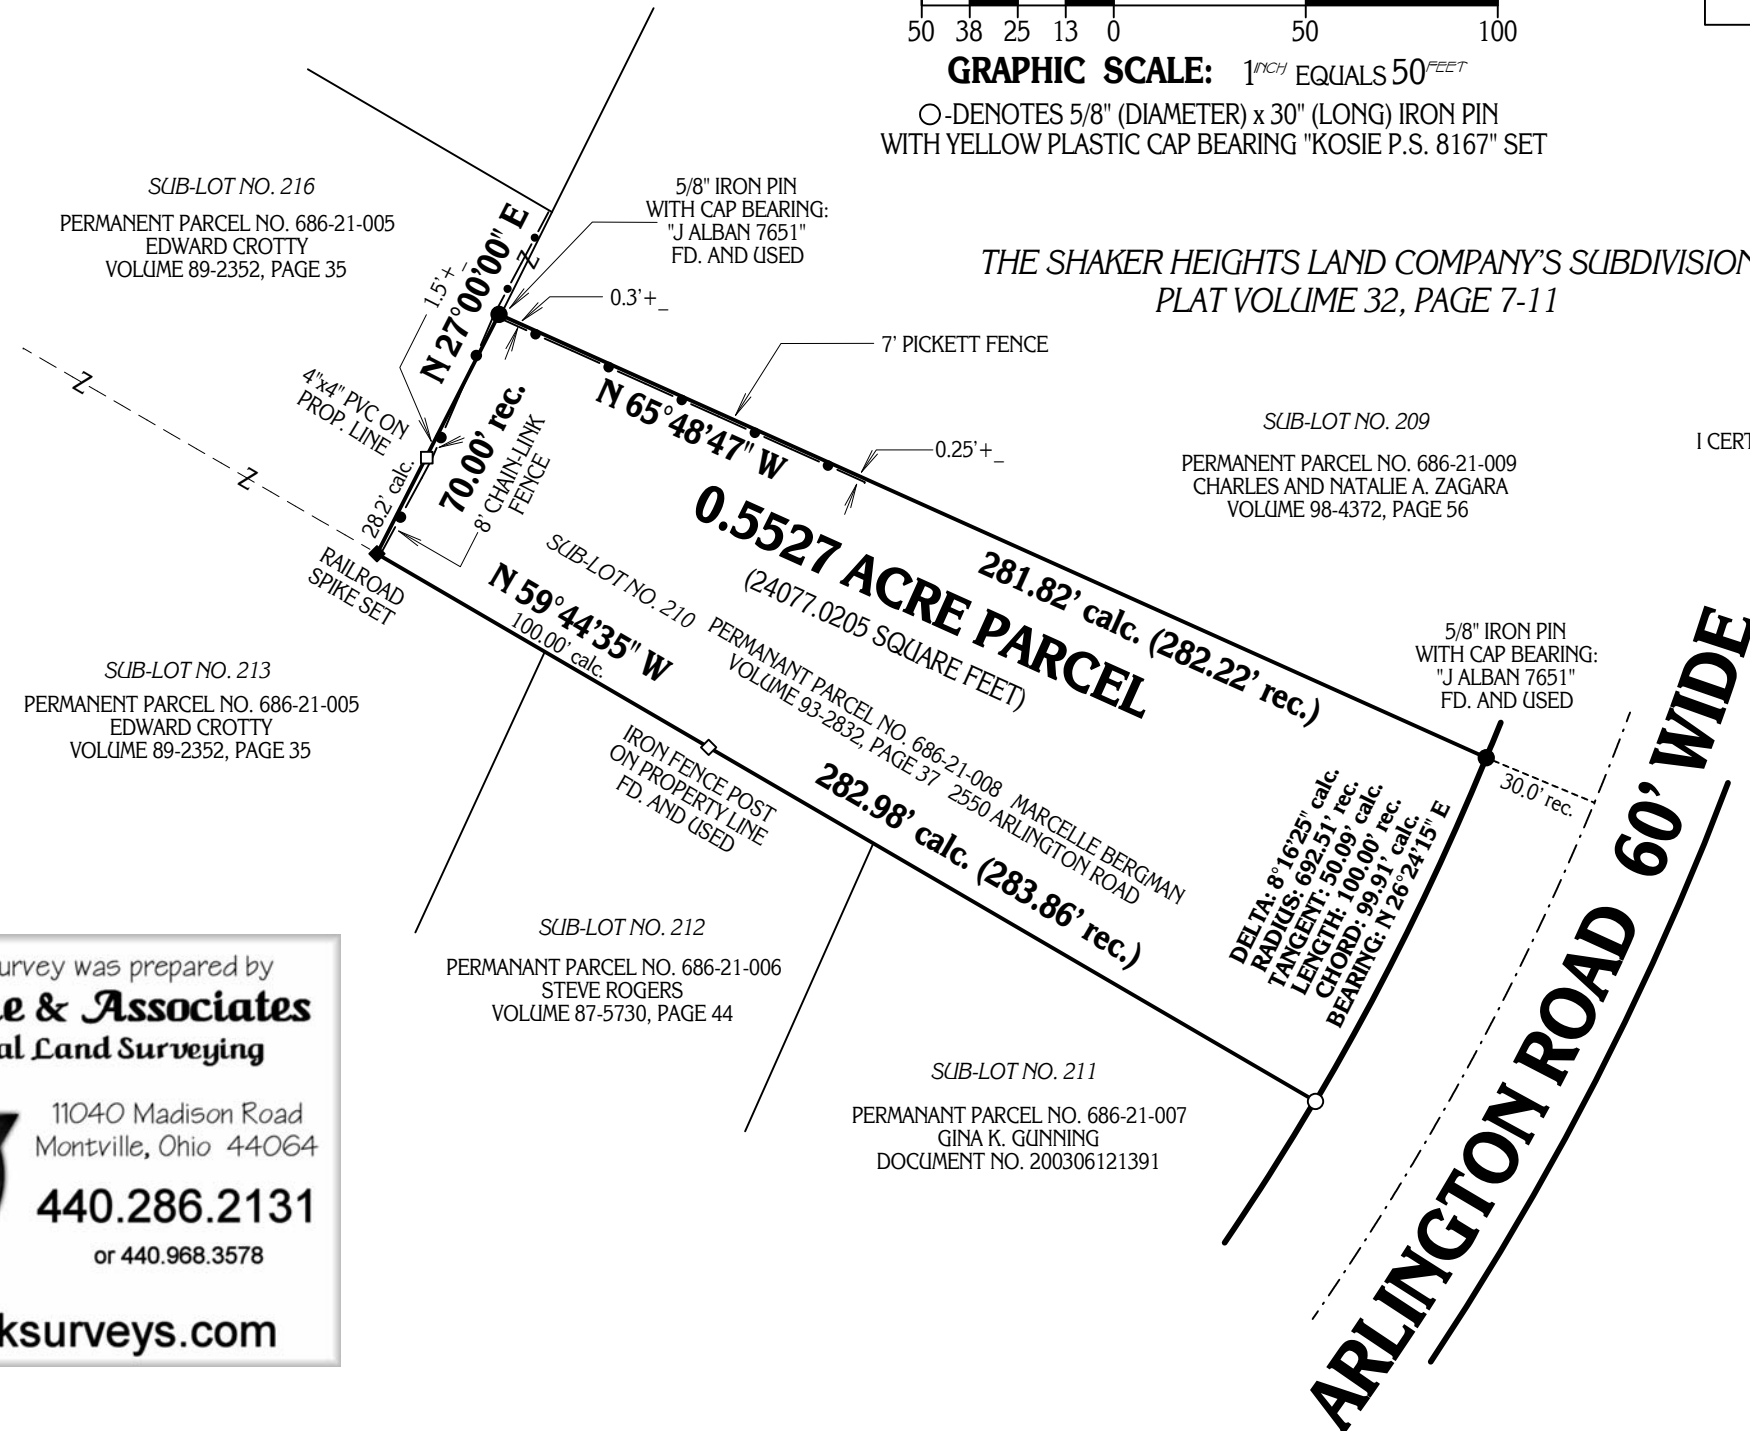 50 38 25 13 0 50 100
GRAPHIC SCALE: 1 INCH EQUALS 50 FEET
○-DENOTES 5/8" (DIAMETER) x 30" (LONG) IRON PIN
WITH YELLOW PLASTIC CAP BEARING "KOSIE P.S. 8167" SET
SUB-LOT NO. 216
PERMANENT PARCEL NO. 686-21-005
EDWARD CROTTY
VOLUME 89-2352, PAGE 35
5/8" IRON PIN
WITH CAP BEARING:
"J ALBAN 7651"
FD. AND USED
THE SHAKER HEIGHTS LAND COMPANY'S SUBDIVISION
PLAT VOLUME 32, PAGE 7-11
N 27°00'00" E
Z
1.5'+_
0.3'+_
7' PICKETT FENCE
Z
4"x4" PVC ON
PROP. LINE
70.00' rec.
8' CHAIN-LINK
FENCE
N 65°48'47" W
0.25'+_
SUB-LOT NO. 209
PERMANENT PARCEL NO. 686-21-009
CHARLES AND NATALIE A. ZAGARA
VOLUME 98-4372, PAGE 56
I CERT
Z
28.2' calc.
RAILROAD
SPIKE SET
0.5527 ACRE PARCEL
(24077.0205 SQUARE FEET)
281.82' calc. (282.22' rec.)
SUB-LOT NO. 210
PERMANANT PARCEL NO. 686-21-008 MARCELLE BERGMAN
VOLUME 93-2832, PAGE 37 2550 ARLINGTON ROAD
N 59°44'35" W
100.00' calc.
SUB-LOT NO. 213
PERMANENT PARCEL NO. 686-21-005
EDWARD CROTTY
VOLUME 89-2352, PAGE 35
5/8" IRON PIN
WITH CAP BEARING:
"J ALBAN 7651"
FD. AND USED
30.0' rec.
IRON FENCE POST
ON PROPERTY LINE
FD. AND USED
282.98' calc. (283.86' rec.)
DELTA: 8°16'25" calc.
RADIUS: 692.51' rec.
TANGENT: 50.09' calc.
LENGTH: 100.00' rec.
CHORD: 99.91' calc.
BEARING: N 26°24'15" E
ARLINGTON ROAD 60' WIDE
SUB-LOT NO. 212
PERMANANT PARCEL NO. 686-21-006
STEVE ROGERS
VOLUME 87-5730, PAGE 44
SUB-LOT NO. 211
PERMANANT PARCEL NO. 686-21-007
GINA K. GUNNING
DOCUMENT NO. 200306121391
urvey was prepared by
e & Associates
al Land Surveying
11040 Madison Road
Montville, Ohio 44064
440.286.2131
or 440.968.3578
ksurveys.com